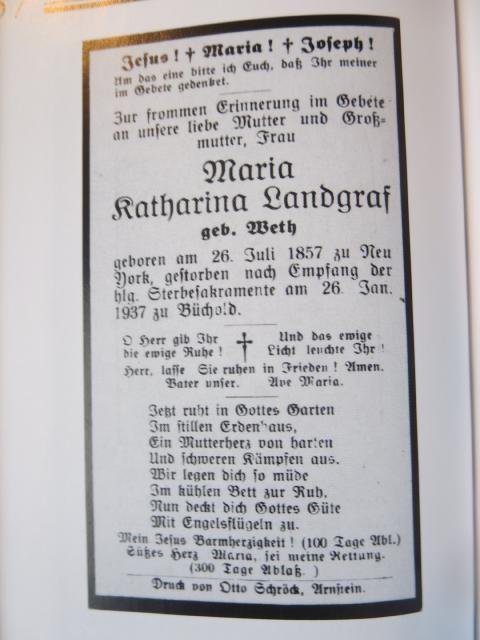 Jesus! † Maria! † Joseph!
Um das eine bitte ich Euch, daß Ihr meiner
im Gebete gedenket.
Zur frommen Erinnerung im Gebete
an unsere liebe Mutter und Groß=
mutter, Frau
Maria
Katharina Landgraf
geb. Weth
geboren am 26. Juli 1857 zu Neu
York, gestorben nach Empfang der
hlg. Sterbesakramente am 26. Jan.
1937 zu Büchold.
O Herr gib Ihr
die ewige Ruhe!
†
Und das ewige
Licht leuchte Ihr!
Herr, lasse Sie ruhen in Frieden! Amen.
Vater unser. Ave Maria.
Jetzt ruht in Gottes Garten
Im stillen Erdenhaus,
Ein Mutterherz von harten
Und schweren Kämpfen aus.
Wir legen dich so müde
Im kühlen Bett zur Ruh,
Nun deckt dich Gottes Güte
Mit Engelsflügeln zu.
Mein Jesus Barmherzigkeit! (100 Tage Abl.)
Süßes Herz Maria, sei meine Rettung.
(300 Tage Ablaß.)
Druck von Otto Schröck, Arnstein.